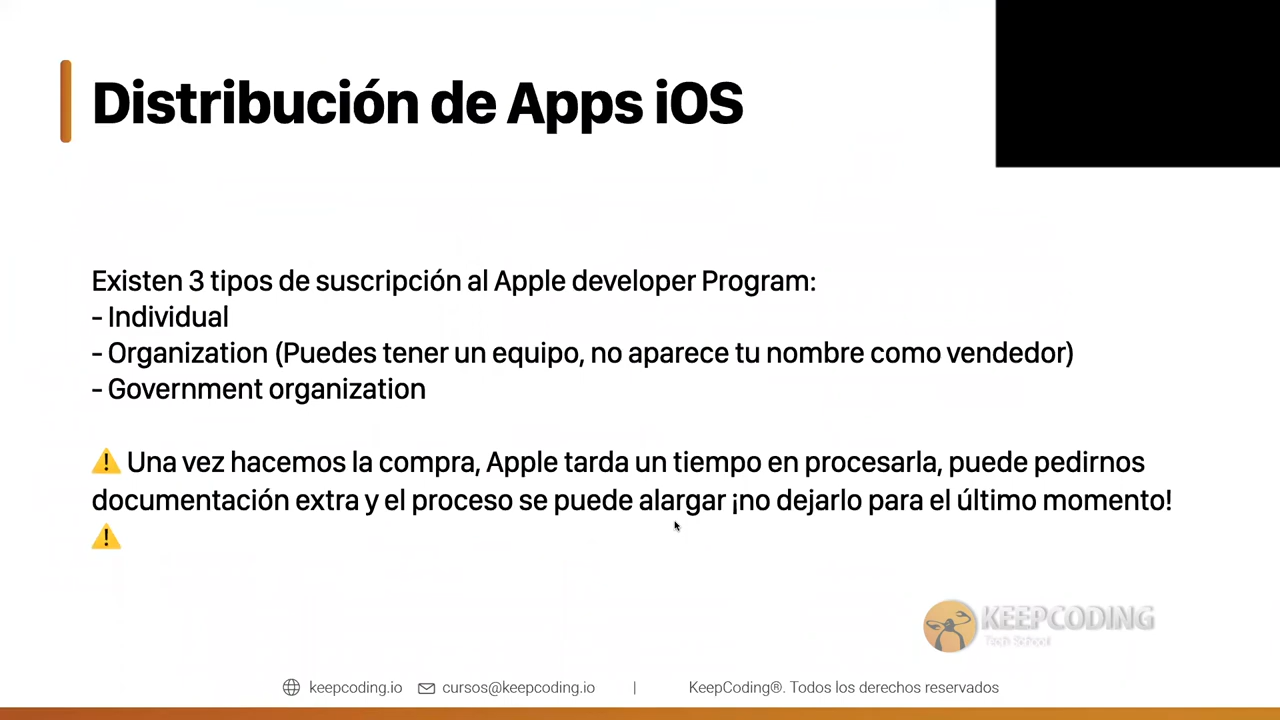 Distribución de Apps iOS
Existen 3 tipos de suscripción al Apple developer Program:
- Individual
- Organization (Puedes tener un equipo, no aparece tu nombre como vendedor)
- Government organization
⚠️ Una vez hacemos la compra, Apple tarda un tiempo en procesarla, puede pedirnos
documentación extra y el proceso se puede alargar ¡no dejarlo para el último momento!
⚠️
KEEPCODING
Tech School
keepcoding.io cursos@keepcoding.io | KeepCoding®. Todos los derechos reservados